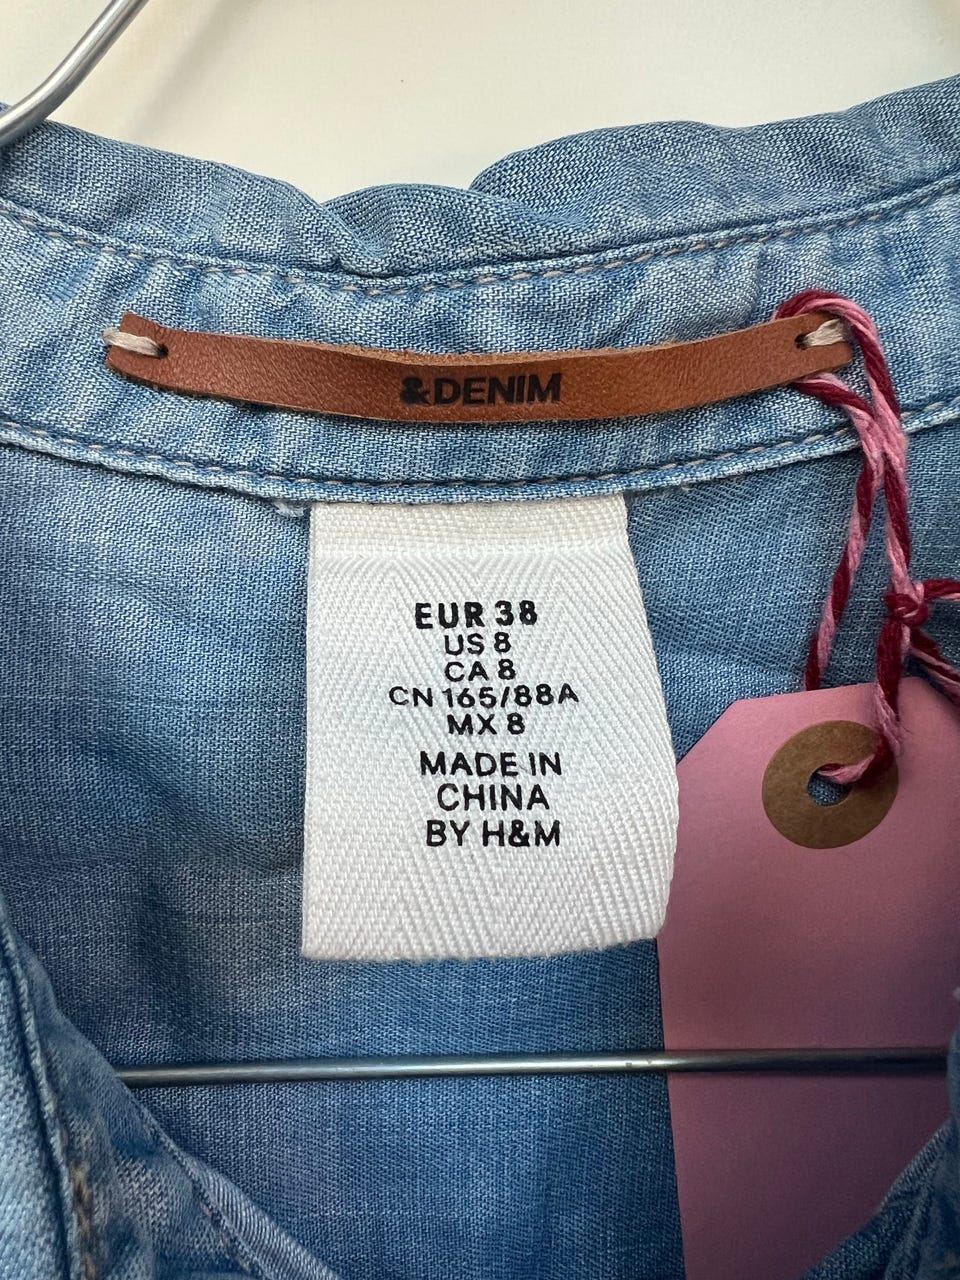 &DENIM
EUR 38
US 8
CA 8
CN 165/88A
MX 8
MADE IN
CHINA
BY H&M